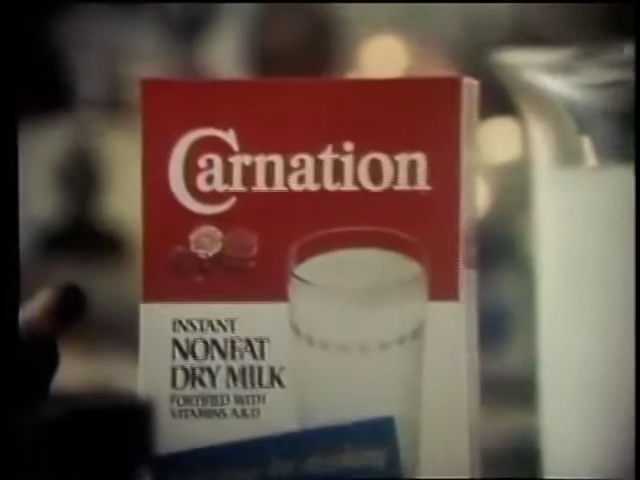 Carnation
INSTANT
NONFAT
DRY MILK
FORTIFIED WITH
VITAMINS A & D